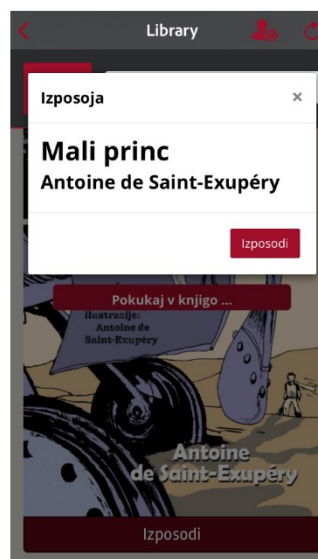 Library
Izposoja
×
Mali princ
Antoine de Saint-Exupéry
Izposodi
Pokukaj v knjigo ...
ilustracije:
Antoine de
Saint-Exupéry
Antoine
de Saint-Exupéry
Izposodi